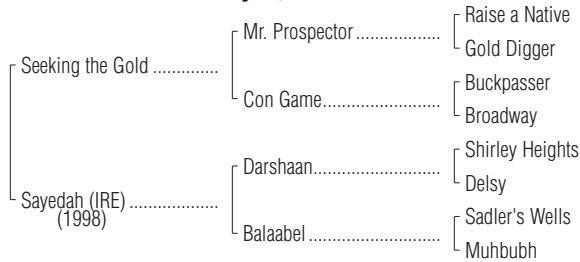 Raise a Native
Mr. Prospector ...................
Gold Digger
Seeking the Gold ..............
Buckpasser
Con Game..........................
Broadway
Shirley Heights
Darshaan............................
Delsy
Sayedah (IRE) ...................
(1998)
Sadler's Wells
Balaabel .............................
Muhbubh